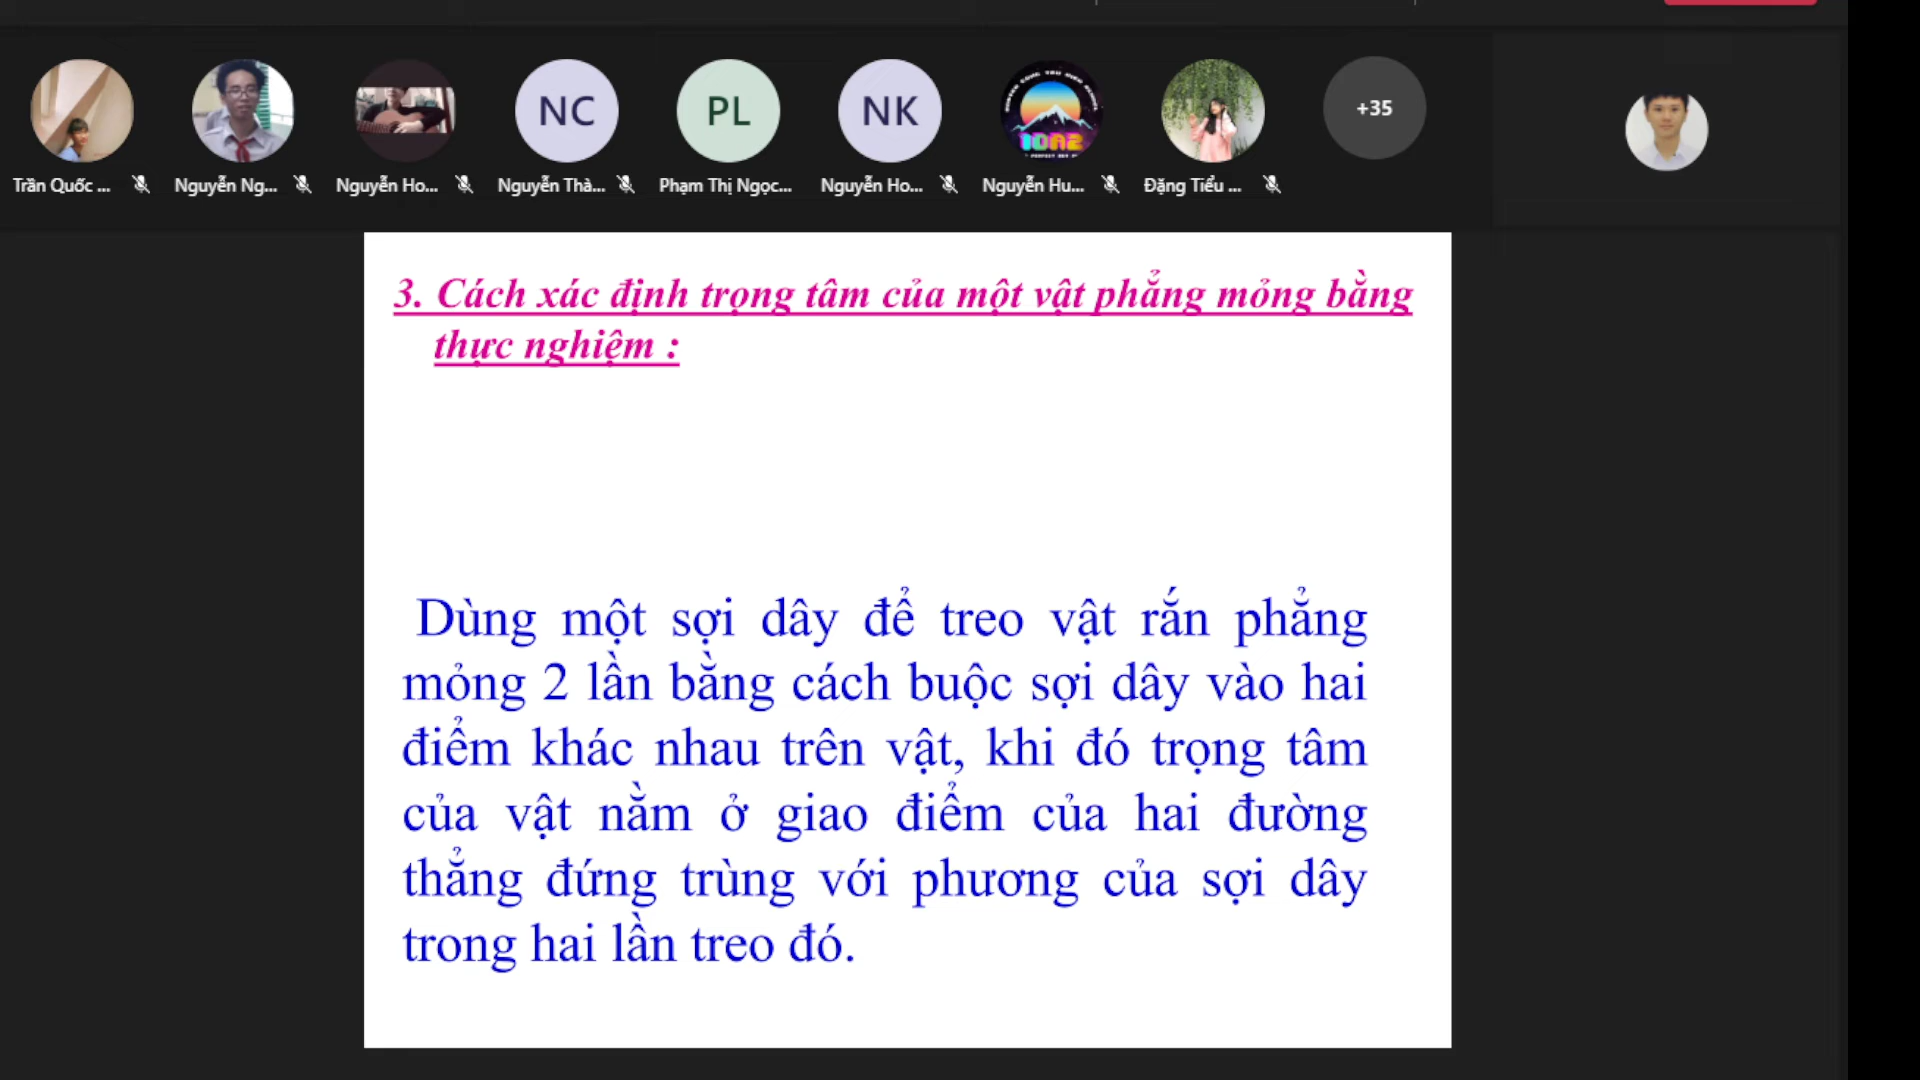 NC
PL
NK
10A2
+35
Trần Quốc ...
Nguyễn Ng...
Nguyễn Ho...
Nguyễn Thà...
Phạm Thị Ngọc...
Nguyễn Ho...
Nguyễn Hu...
Đặng Tiểu ...
3. Cách xác định trọng tâm của một vật phẳng mỏng bằng
thực nghiệm :
Dùng một sợi dây để treo vật rắn phẳng
mỏng 2 lần bằng cách buộc sợi dây vào hai
điểm khác nhau trên vật, khi đó trọng tâm
của vật nằm ở giao điểm của hai đường
thẳng đứng trùng với phương của sợi dây
trong hai lần treo đó.